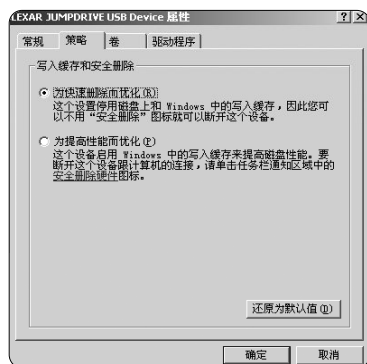 LEXAR JUMPDRIVE USB Device 属性
常规 策略 卷 驱动程序
写入缓存和安全删除
为快速删除而优化(R)
这个设置停用磁盘上和 Windows 中的写入缓存，因此您可
以不用“安全删除”图标就可以断开这个设备。
为提高性能而优化(P)
这个设备启用 Windows 中的写入缓存来提高磁盘性能。要
断开这个设备跟计算机的连接，请单击任务栏通知区域中的
安全删除硬件图标。
还原为默认值(D)
确定 取消